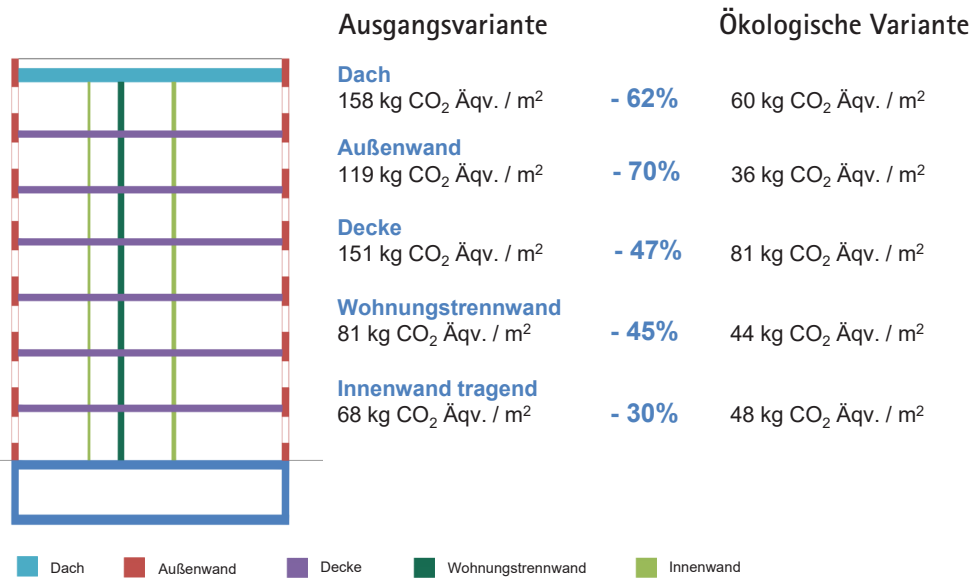 Ausgangsvariante Ökologische Variante
Dach
158 kg CO₂ Äqv. / m² - 62% 60 kg CO₂ Äqv. / m²
Außenwand
119 kg CO₂ Äqv. / m² - 70% 36 kg CO₂ Äqv. / m²
Decke
151 kg CO₂ Äqv. / m² - 47% 81 kg CO₂ Äqv. / m²
Wohnungstrennwand
81 kg CO₂ Äqv. / m² - 45% 44 kg CO₂ Äqv. / m²
Innenwand tragend
68 kg CO₂ Äqv. / m² - 30% 48 kg CO₂ Äqv. / m²
Dach Außenwand Decke Wohnungstrennwand Innenwand